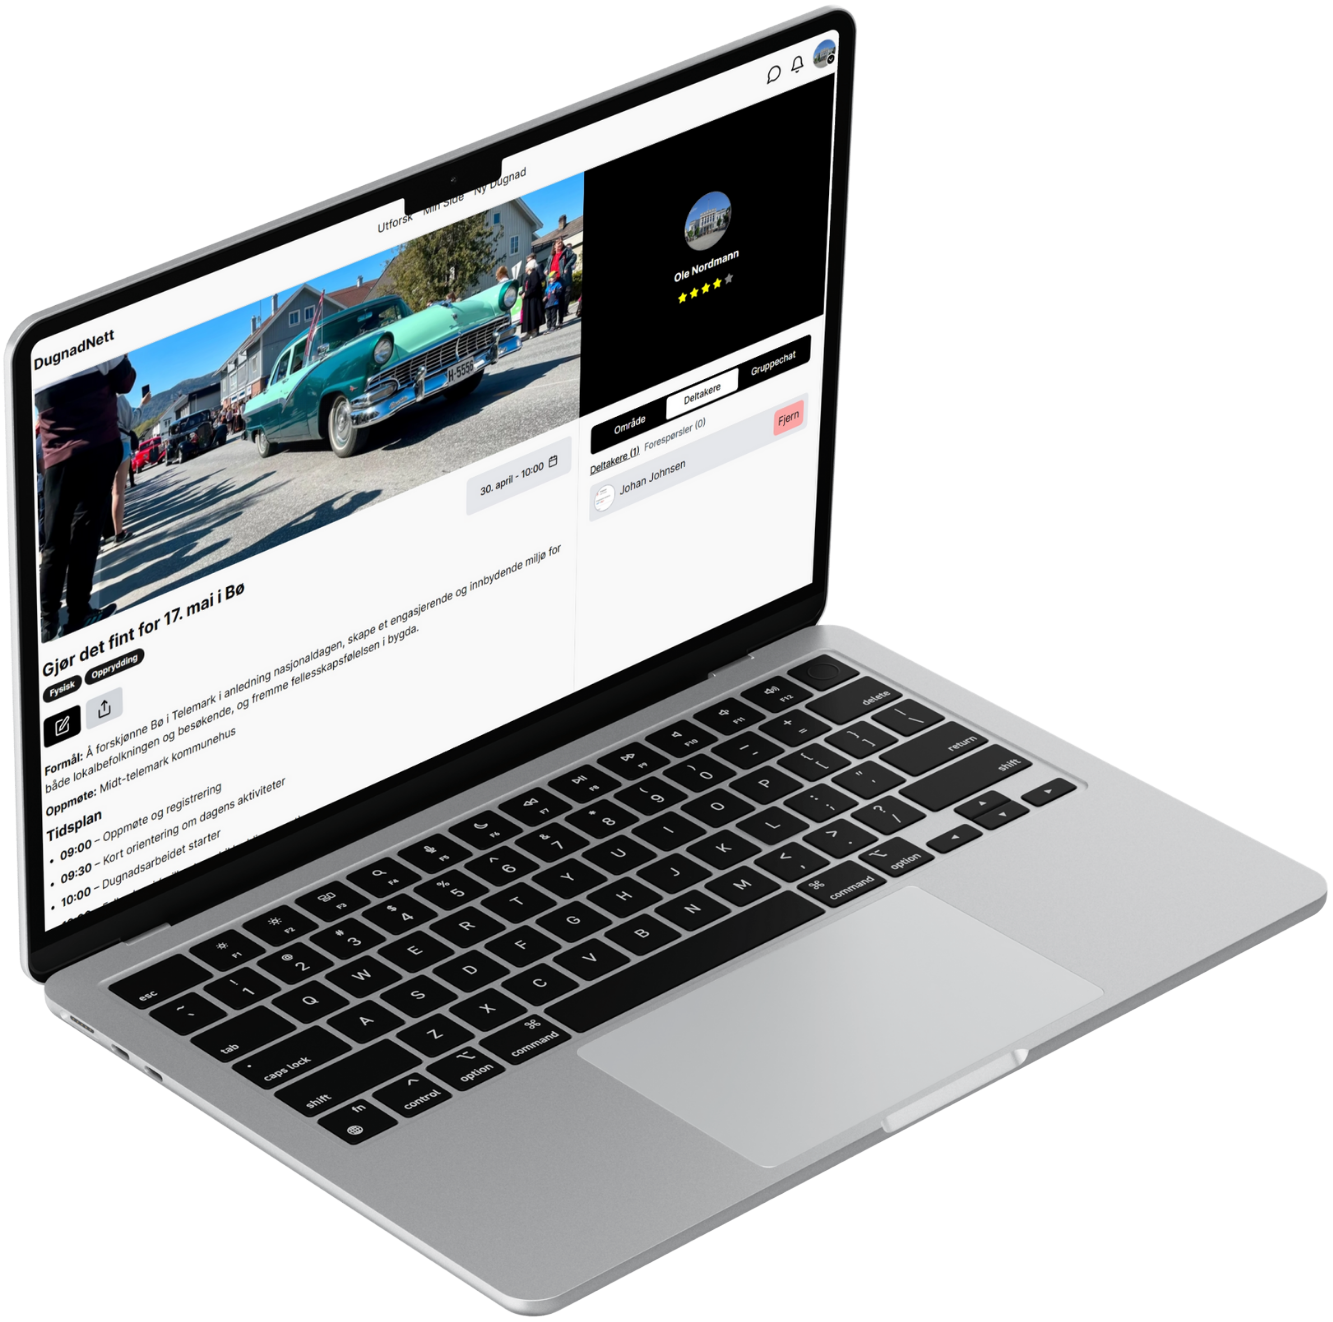 DugnadNett
Utforsk Min Side Ny Dugnad
H-5556
30. april - 10:00
Gjør det fint for 17. mai i Bø
Fysisk Opprydding
Formål: Å forskjønne Bø i Telemark i anledning nasjonaldagen, skape et engasjerende og innbydende miljø for
både lokalbefolkningen og besøkende, og fremme fellesskapsfølelsen i bygda.
Oppmøte: Midt-telemark kommunehus
Tidsplan
• 09:00 – Oppmøte og registrering
• 09:30 – Kort orientering om dagens aktiviteter
• 10:00 – Dugnadsarbeidet starter
Ole Nordmann
Område Deltakere Gruppechat
Deltakere (1) Forespørsler (0)
Johan Johnsen Fjern
esc F1 F2 F3 F4 F5 F6 F7 F8 F9 F10 F11 F12
~ ` ! 1 @ 2 # 3 $ 4 % 5 ^ 6 & 7 * 8 ( 9 ) 0 _ - + = delete
tab Q W E R T Y U I O P { [ } ] | \
caps lock A S D F G H J K L : ; " ' return
shift Z X C V B N M < , > . ? / shift
fn control option command command option